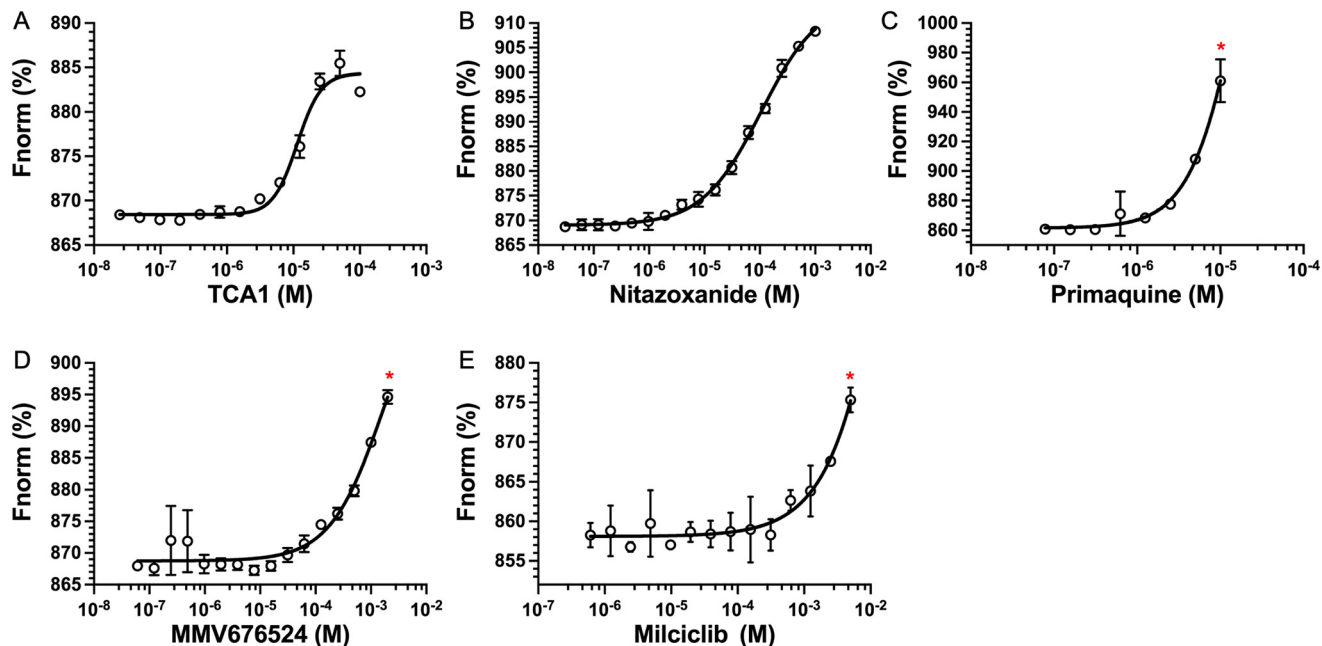 A
Fnorm (%)
890
885
880
875
870
865
10-8 10-7 10-6 10-5 10-4 10-3
TCA1 (M)
B
Fnorm (%)
910
905
900
895
890
885
880
875
870
865
10-8 10-7 10-6 10-5 10-4 10-3 10-2
Nitazoxanide (M)
C
Fnorm (%)
1000
980
960
940
920
900
880
860
*
10-8 10-7 10-6 10-5 10-4
Primaquine (M)
D
Fnorm (%)
900
895
890
885
880
875
870
865
*
10-8 10-7 10-6 10-5 10-4 10-3 10-2
MMV676524 (M)
E
Fnorm (%)
880
875
870
865
860
855
*
10-7 10-6 10-5 10-4 10-3 10-2
Milciclib (M)